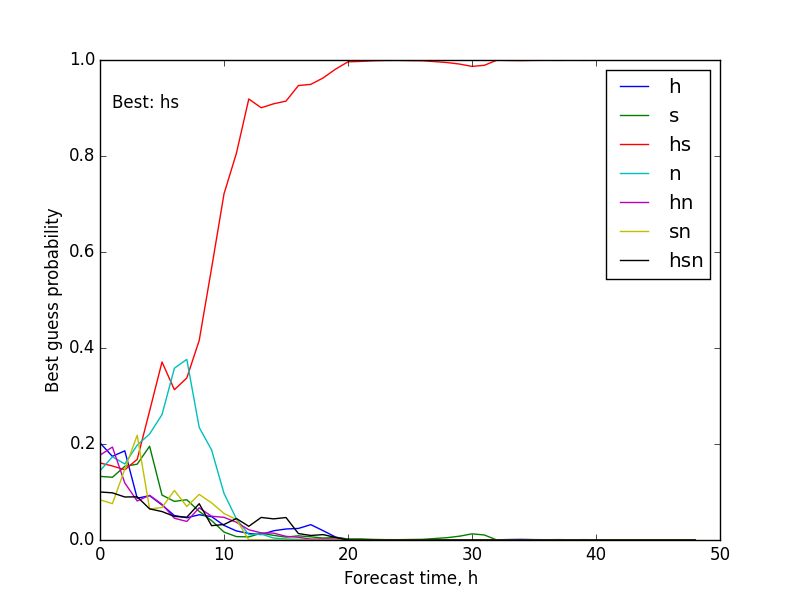 1.0
0.8
0.6
0.4
0.2
0.0
Best guess probability
Best: hs
h
s
hs
n
hn
sn
hsn
0 10 20 30 40 50
Forecast time, h